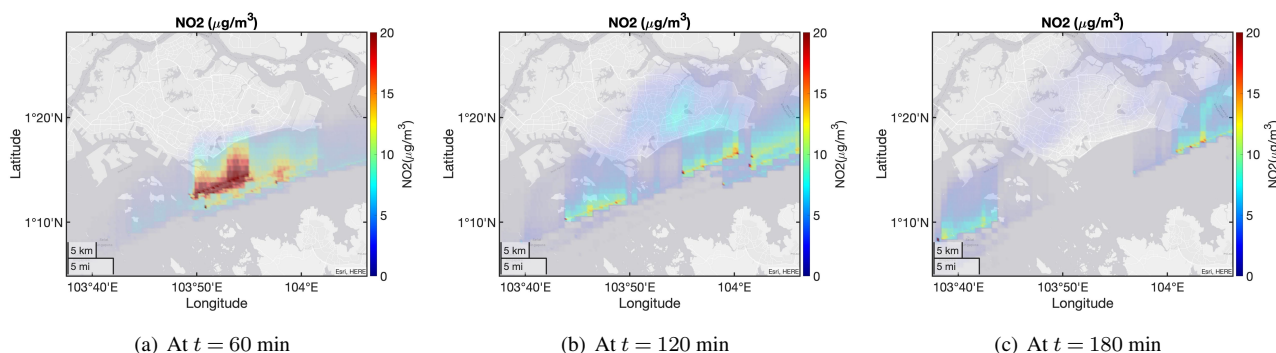 NO2 (μg/m³)
20
15
10
5
0
NO2(μg/m³)
1°20'N
1°10'N
Latitude
5 km
5 mi
Esri, HERE
103°40'E
103°50'E
104°E
Longitude
(a) At t = 60 min
NO2 (μg/m³)
20
15
10
5
0
NO2(μg/m³)
1°20'N
1°10'N
Latitude
5 km
5 mi
Esri, HERE
103°40'E
103°50'E
104°E
Longitude
(b) At t = 120 min
NO2 (μg/m³)
20
15
10
5
0
NO2(μg/m³)
1°20'N
1°10'N
Latitude
5 km
5 mi
Esri, HERE
103°40'E
103°50'E
104°E
Longitude
(c) At t = 180 min